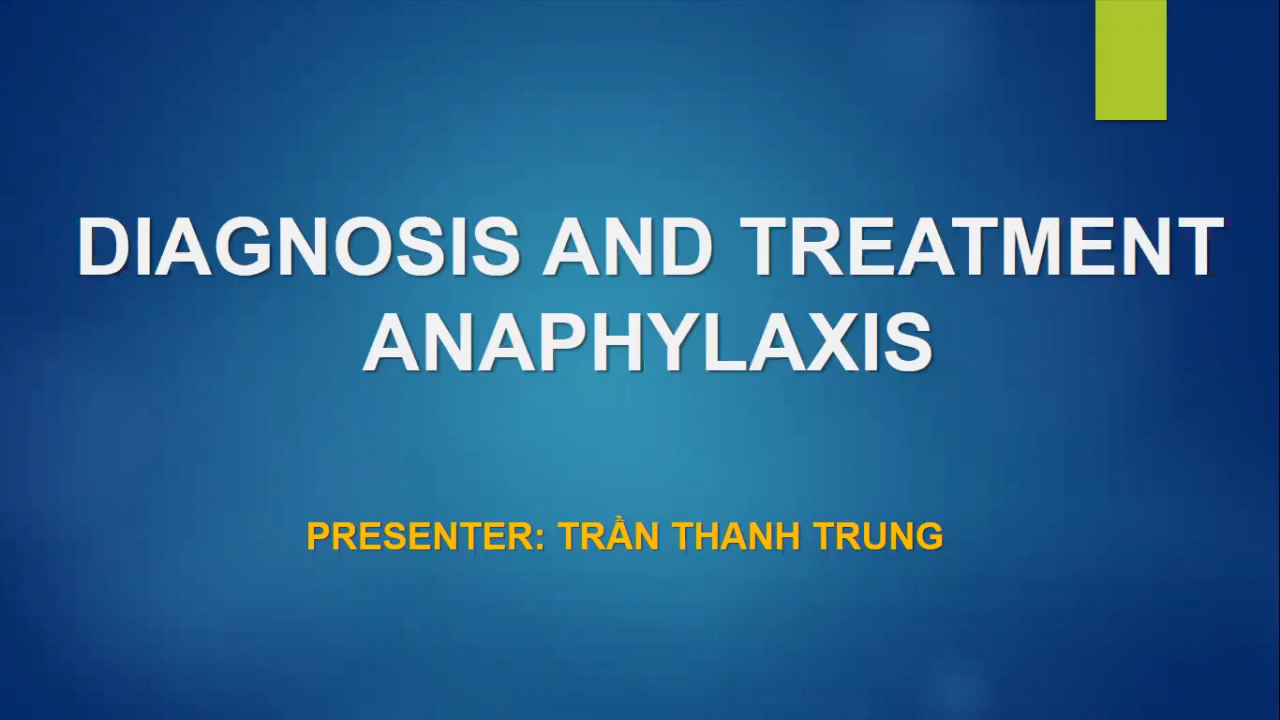 DIAGNOSIS AND TREATMENT
ANAPHYLAXIS
PRESENTER: TRẦN THANH TRUNG